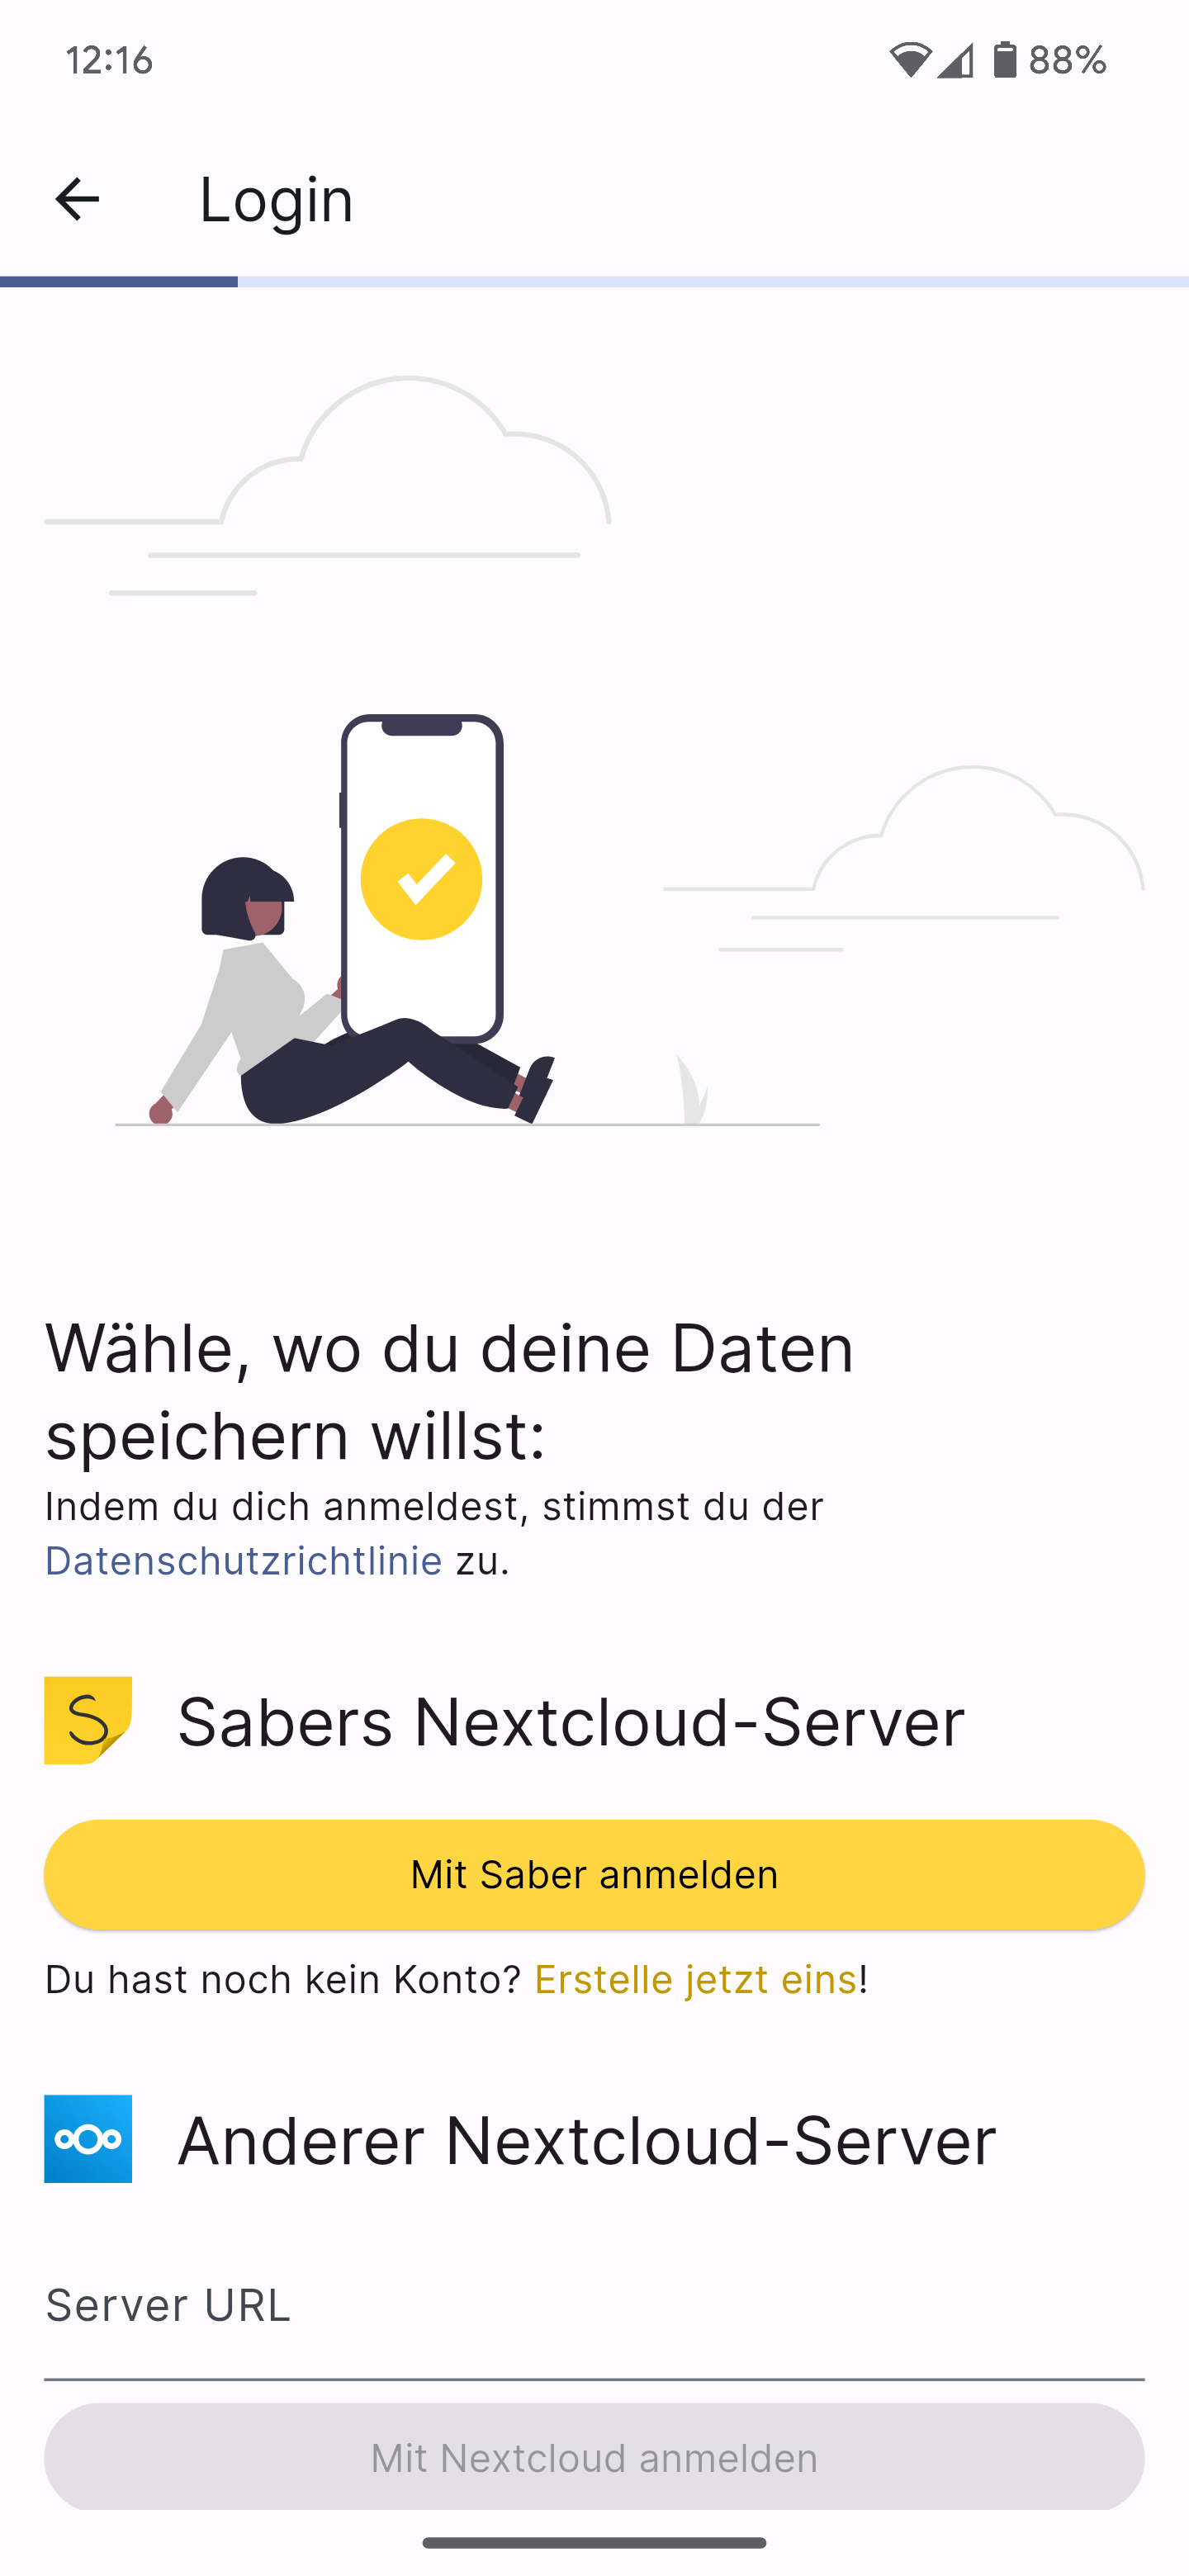 12:16
88%
Login
Wähle, wo du deine Daten
speichern willst:
Indem du dich anmeldest, stimmst du der
Datenschutzrichtlinie zu.
S
Sabers Nextcloud-Server
Mit Saber anmelden
Du hast noch kein Konto? Erstelle jetzt eins!
Anderer Nextcloud-Server
Server URL
Mit Nextcloud anmelden